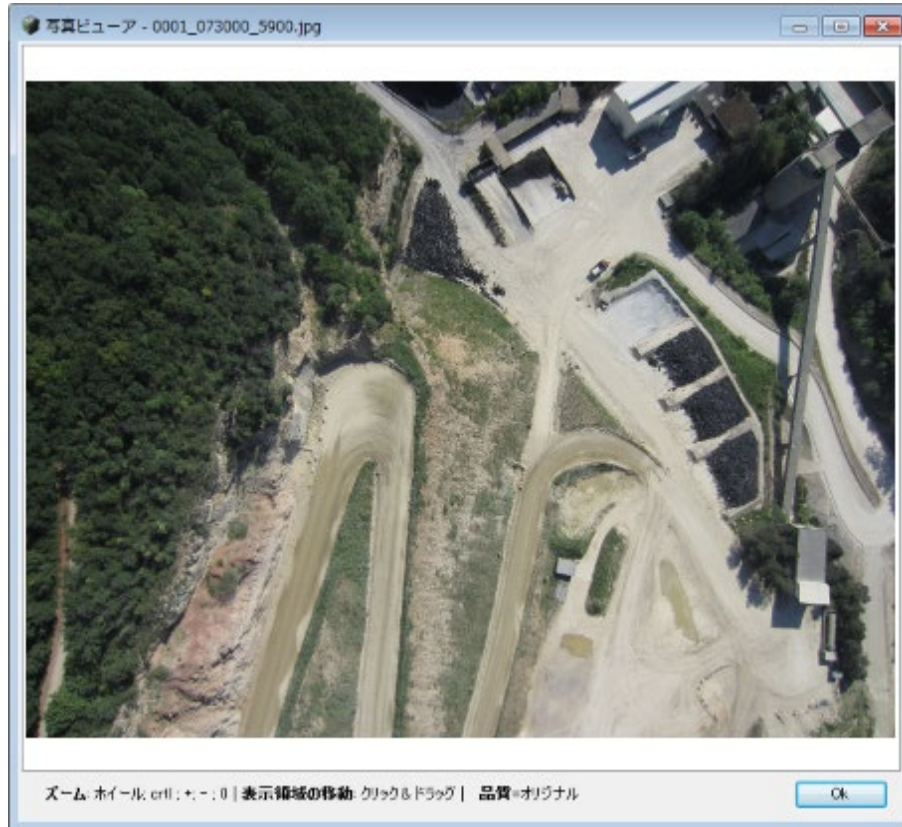 写真ビューア - 0001_073000_5900.jpg
ズーム: ホイール; crtl ; +; - ; 0 | 表示領域の移動: クリック & ドラッグ | 品質=オリジナル
Ok